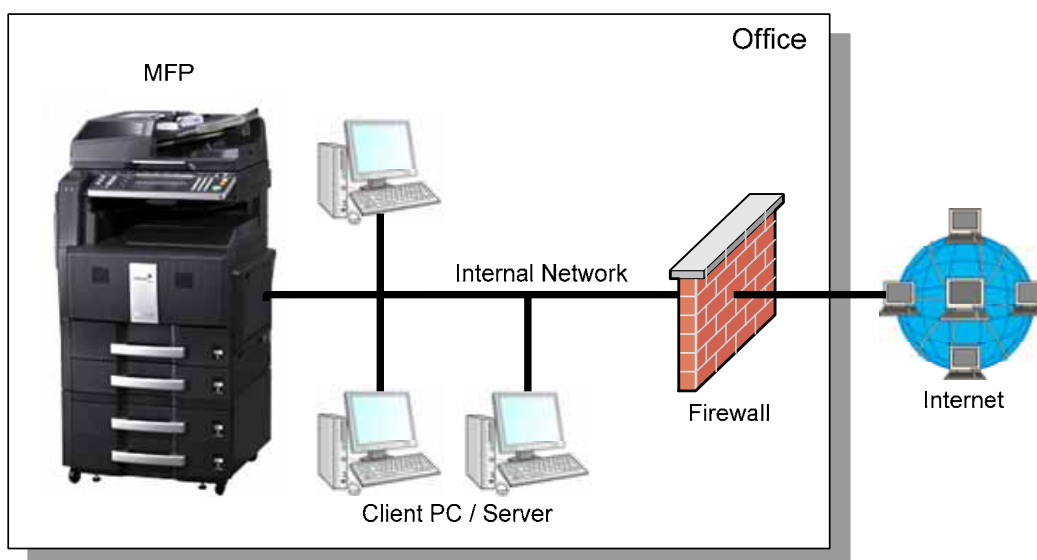 Office
MFP
Internal Network
Firewall
Internet
Client PC / Server